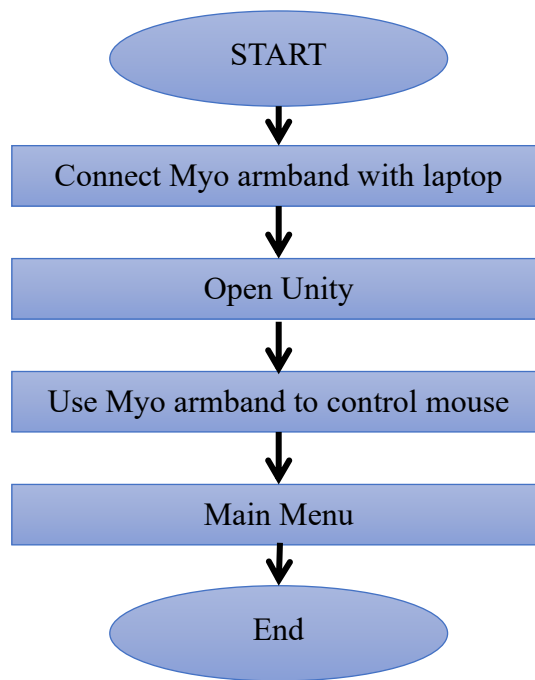 START
Connect Myo armband with laptop
Open Unity
Use Myo armband to control mouse
Main Menu
End